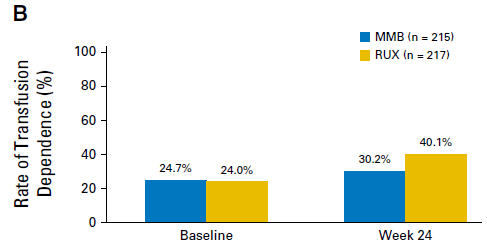 B
MMB (n = 215)
RUX (n = 217)
Rate of Transfusion
Dependence (%)
100
80
60
40
20
0
24.7%
24.0%
30.2%
40.1%
Baseline
Week 24